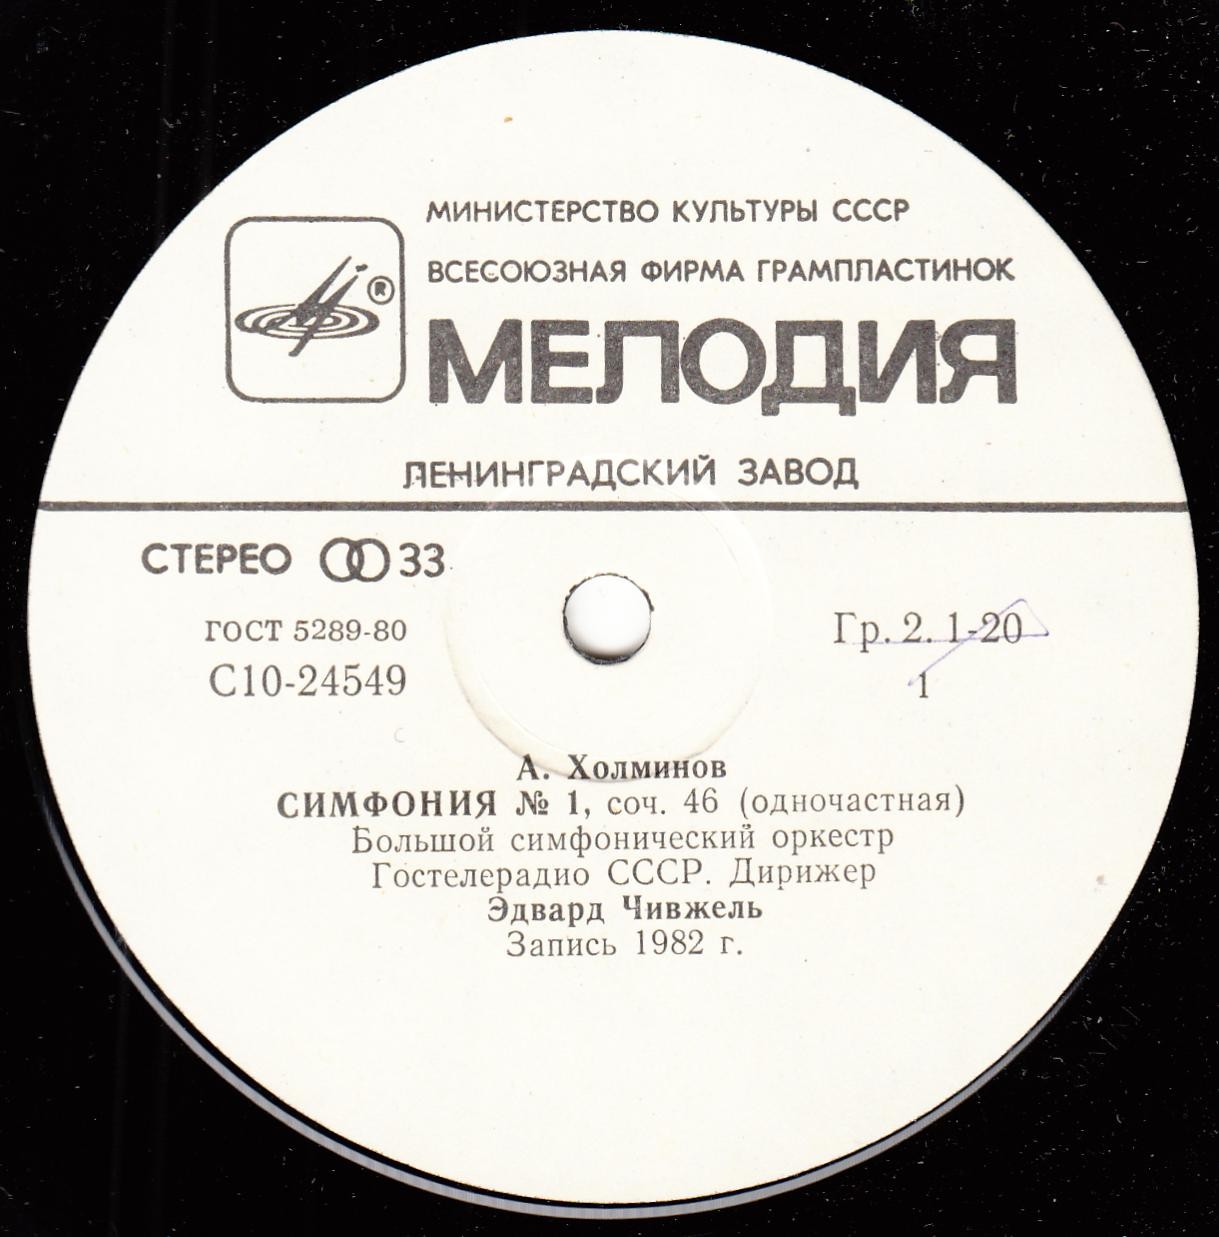 МИНИСТЕРСТВО КУЛЬТУРЫ СССР
ВСЕСОЮЗНАЯ ФИРМА ГРАМПЛАСТИНОК
®
МЕЛОДИЯ
ЛЕНИНГРАДСКИЙ ЗАВОД
СТЕРЕО 33
ГОСТ 5289-80
Гр. 2. 1-20
С10-24549
1
А. Холминов
СИМФОНИЯ № 1, соч. 46 (одночастная)
Большой симфонический оркестр
Гостелерадио СССР. Дирижер
Эдвард Чивжель
Запись 1982 г.